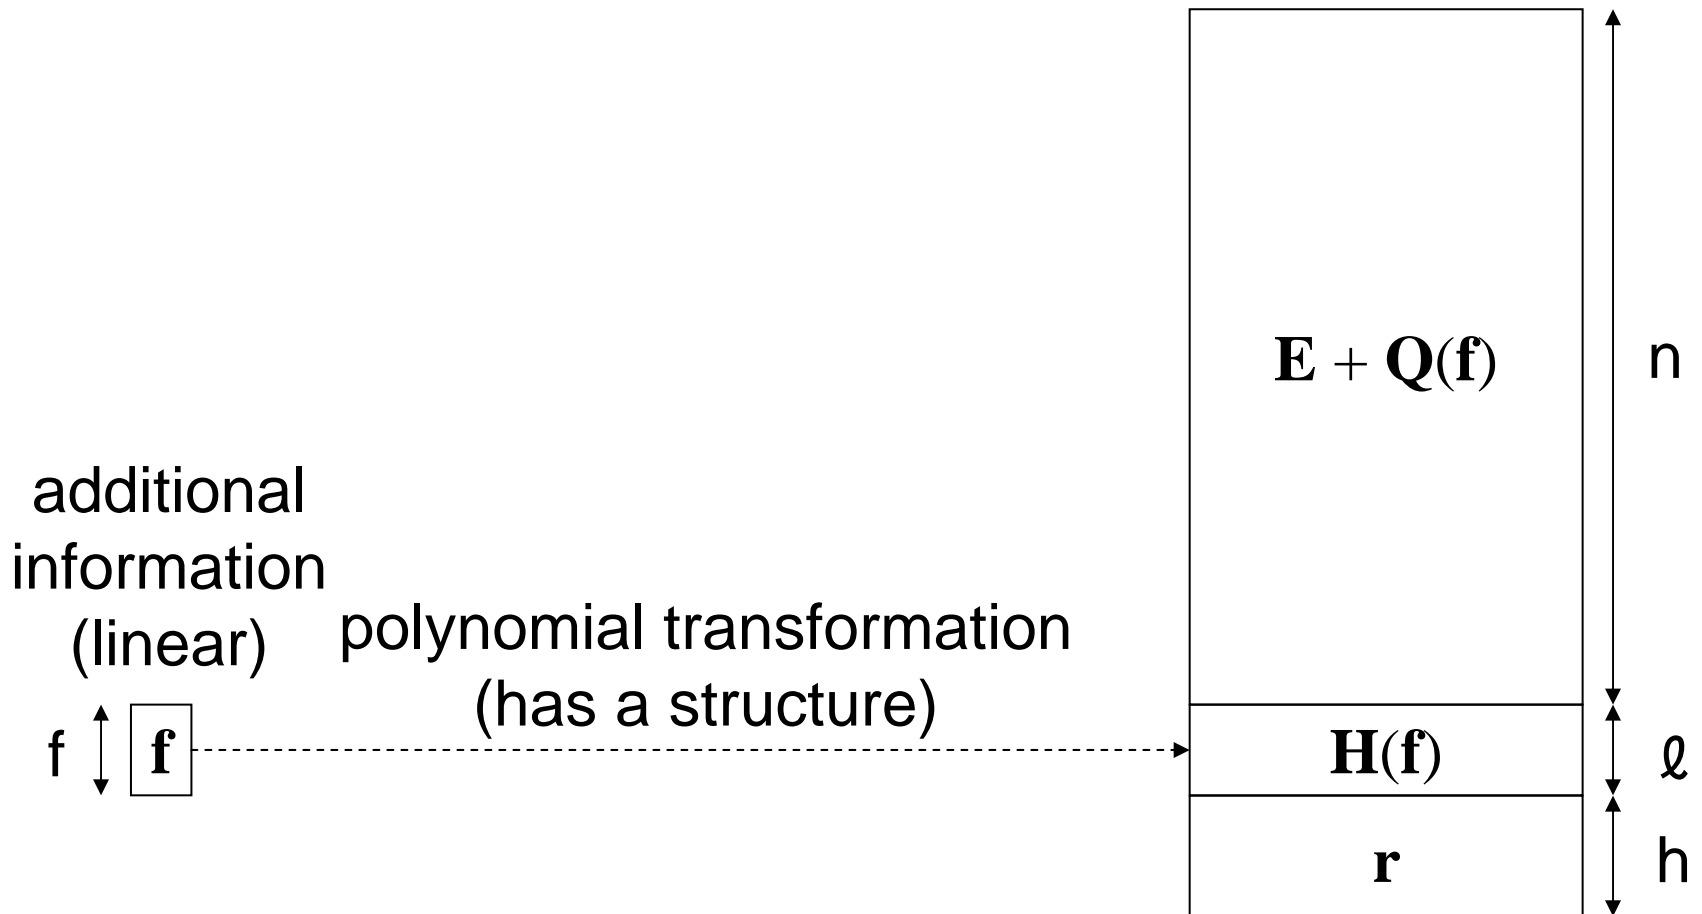 E + Q(f)
n
additional
information
(linear)
polynomial transformation
(has a structure)
f
f
H(f)
ℓ
r
h